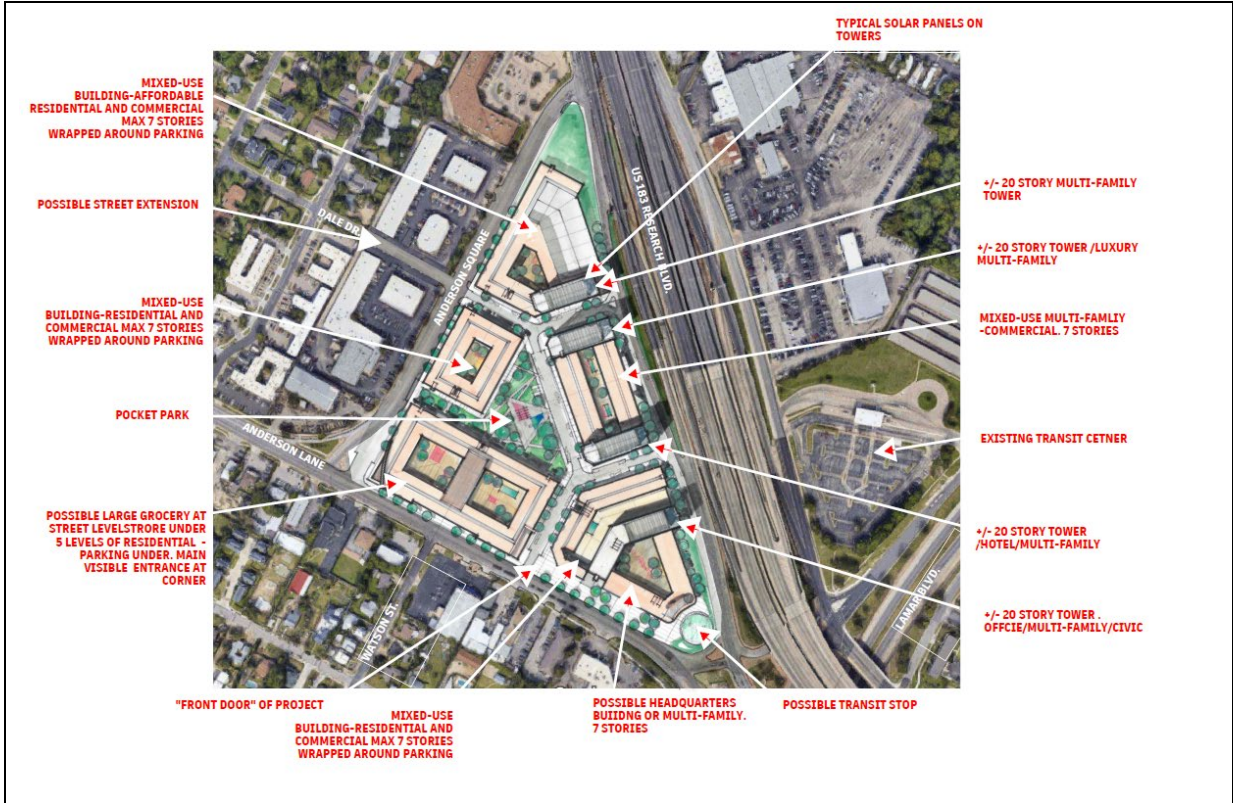 TYPICAL SOLAR PANELS ON
TOWERS
MIXED-USE
BUILDING-AFFORDABLE
RESIDENTIAL AND COMMERCIAL
MAX 7 STORIES
WRAPPED AROUND PARKING
POSSIBLE STREET EXTENSION
MIXED-USE
BUILDING-RESIDENTIAL AND
COMMERCIAL MAX 7 STORIES
WRAPPED AROUND PARKING
POCKET PARK
POSSIBLE LARGE GROCERY AT
STREET LEVELSTRORE UNDER
5 LEVELS OF RESIDENTIAL -
PARKING UNDER. MAIN
VISIBLE ENTRANCE AT
CORNER
DALE DR.
ANDERSON SQUARE
US 183 RESEARCH BLVD.
ANDERSON LANE
WATSON ST.
LAMAR BLVD.
+/- 20 STORY MULTI-FAMILY
TOWER
+/- 20 STORY TOWER /LUXURY
MULTI-FAMILY
MIXED-USE MULTI-FAMLIY
-COMMERCIAL. 7 STORIES
EXISTING TRANSIT CETNER
+/- 20 STORY TOWER
/HOTEL/MULTI-FAMILY
+/- 20 STORY TOWER .
OFFCIE/MULTI-FAMILY/CIVIC
"FRONT DOOR" OF PROJECT
MIXED-USE
BUILDING-RESIDENTIAL AND
COMMERCIAL MAX 7 STORIES
WRAPPED AROUND PARKING
POSSIBLE HEADQUARTERS
BUIIDNG OR MULTI-FAMILY.
7 STORIES
POSSIBLE TRANSIT STOP